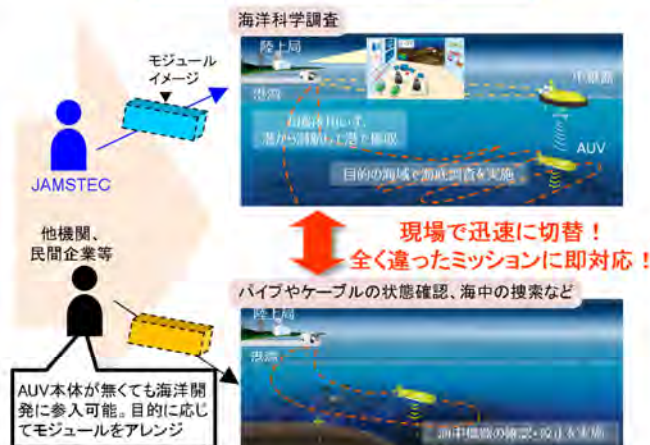 海洋科学調査
陸上局
モジュール
イメージ
港湾
中継器
AUV
目的の海域で海底調査を実施
JAMSTEC
他機関、
民間企業等
現場で迅速に切替！
全く違ったミッションに即対応！
パイプやケーブルの状態確認、海中の捜索など
陸上局
港湾
AUV本体が無くても海洋開
発に参入可能。目的に応じ
てモジュールをアレンジ